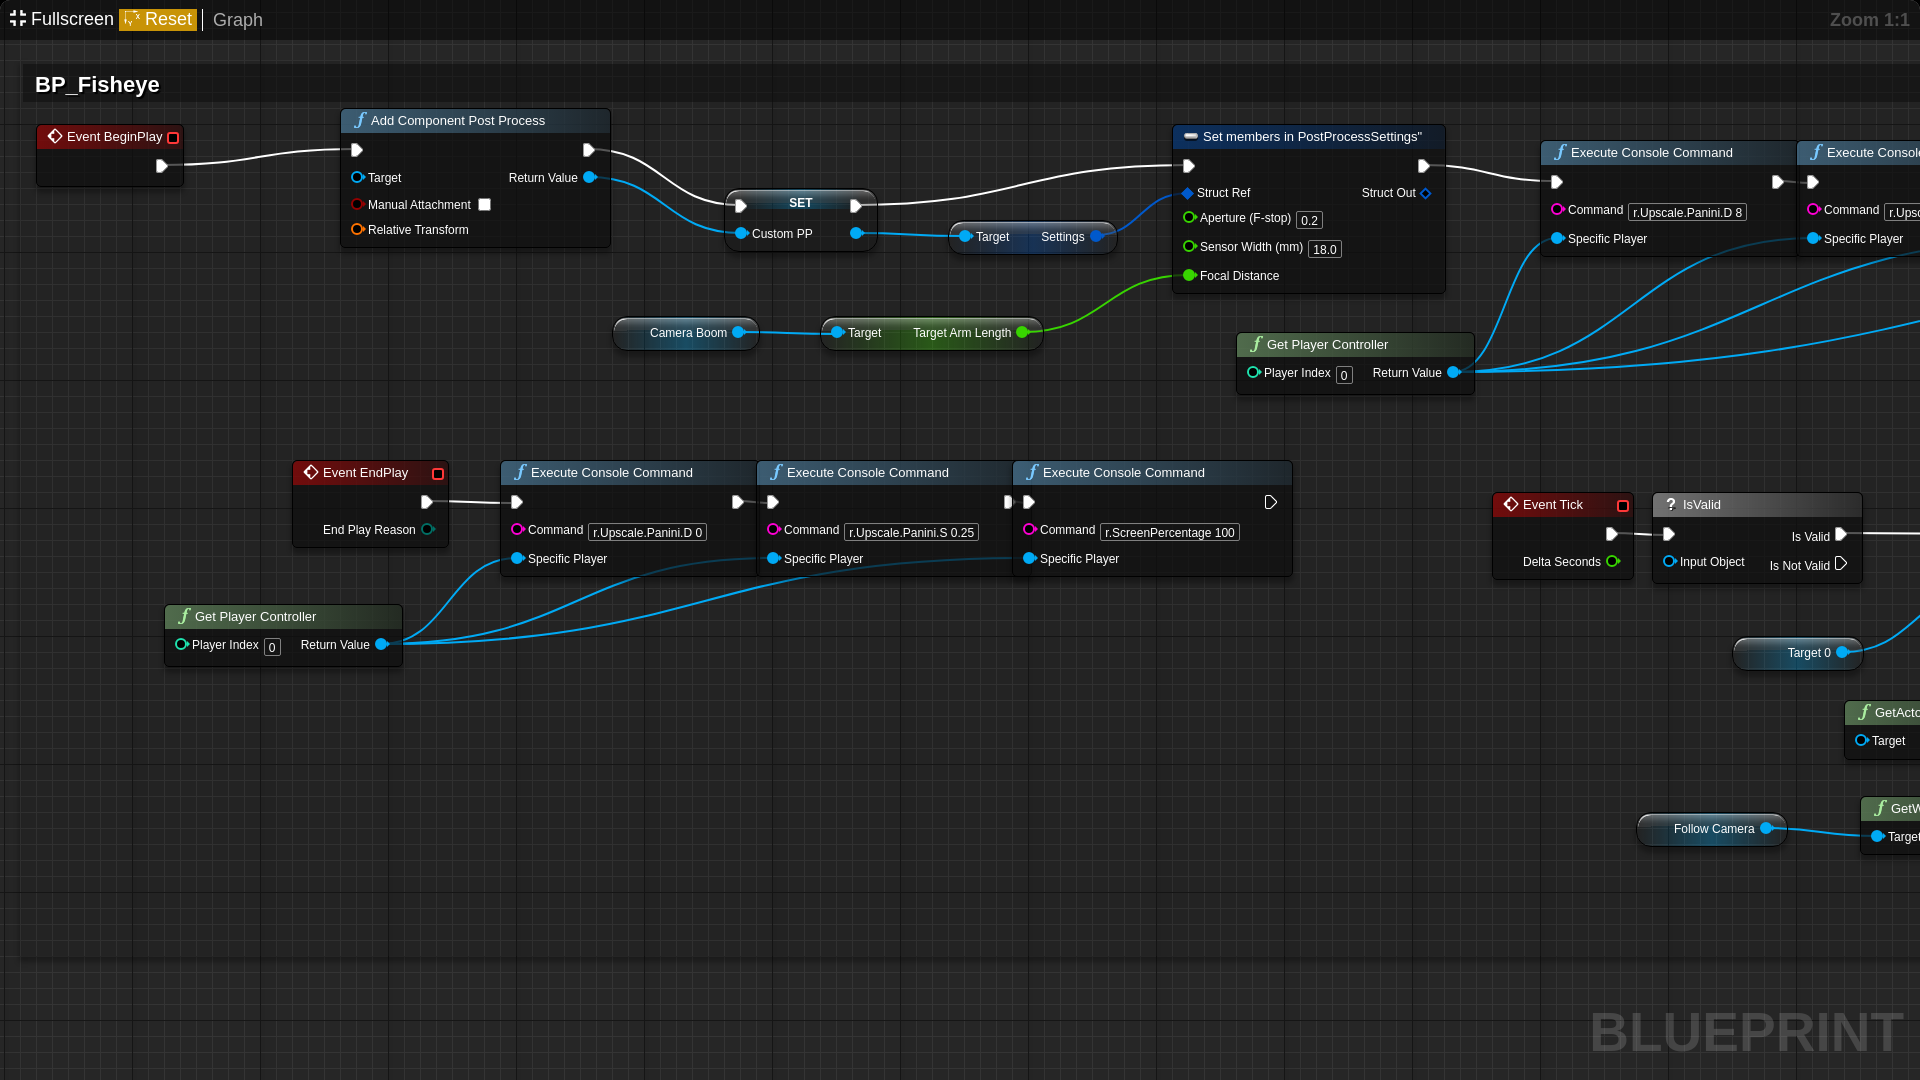 Fullscreen Reset Graph Zoom 1:1
BP_Fisheye
Event BeginPlay
Add Component Post Process
Target Return Value
Manual Attachment
Relative Transform
SET
Custom PP
Target Settings
Set members in PostProcessSettings"
Struct Ref Struct Out
Aperture (F-stop) 0.2
Sensor Width (mm) 18.0
Focal Distance
Execute Console Command
Command r.Upscale.Panini.D 8
Specific Player
Execute Console
Command r.Upsc
Specific Player
Camera Boom
Target Target Arm Length
Get Player Controller
Player Index 0 Return Value
Event EndPlay
End Play Reason
Execute Console Command
Command r.Upscale.Panini.D 0
Specific Player
Execute Console Command
Command r.Upscale.Panini.S 0.25
Specific Player
Execute Console Command
Command r.ScreenPercentage 100
Specific Player
Get Player Controller
Player Index 0 Return Value
Event Tick
Delta Seconds
? IsValid
Is Valid
Input Object Is Not Valid
Target 0
GetActo
Target
Follow Camera
GetW
Target
BLUEPRINT